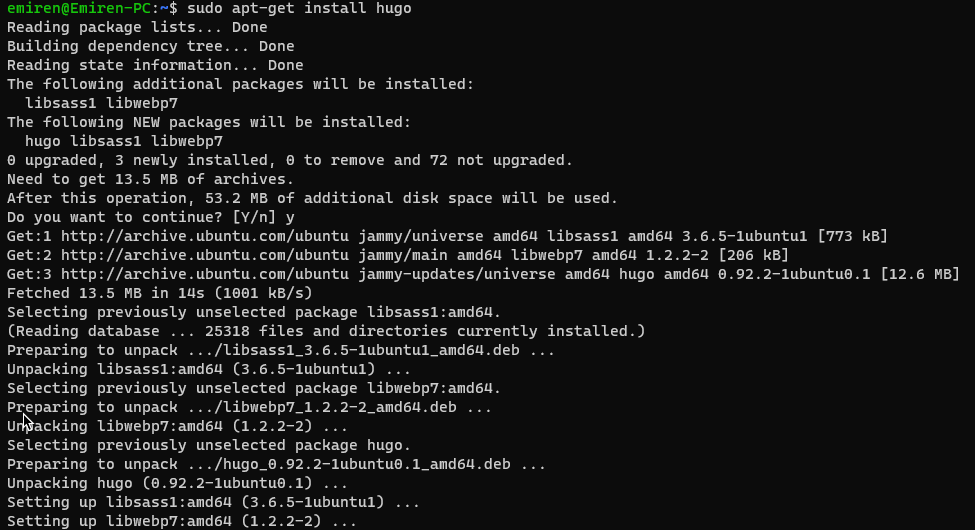 emiren@Emiren-PC:~$ sudo apt-get install hugo
Reading package lists... Done
Building dependency tree... Done
Reading state information... Done
The following additional packages will be installed:
  libsass1 libwebp7
The following NEW packages will be installed:
  hugo libsass1 libwebp7
0 upgraded, 3 newly installed, 0 to remove and 72 not upgraded.
Need to get 13.5 MB of archives.
After this operation, 53.2 MB of additional disk space will be used.
Do you want to continue? [Y/n] y
Get:1 http://archive.ubuntu.com/ubuntu jammy/universe amd64 libsass1 amd64 3.6.5-1ubuntu1 [773 kB]
Get:2 http://archive.ubuntu.com/ubuntu jammy/main amd64 libwebp7 amd64 1.2.2-2 [206 kB]
Get:3 http://archive.ubuntu.com/ubuntu jammy-updates/universe amd64 hugo amd64 0.92.2-1ubuntu0.1 [12.6 MB]
Fetched 13.5 MB in 14s (1001 kB/s)
Selecting previously unselected package libsass1:amd64.
(Reading database ... 25318 files and directories currently installed.)
Preparing to unpack .../libsass1_3.6.5-1ubuntu1_amd64.deb ...
Unpacking libsass1:amd64 (3.6.5-1ubuntu1) ...
Selecting previously unselected package libwebp7:amd64.
Preparing to unpack .../libwebp7_1.2.2-2_amd64.deb ...
Unpacking libwebp7:amd64 (1.2.2-2) ...
Selecting previously unselected package hugo.
Preparing to unpack .../hugo_0.92.2-1ubuntu0.1_amd64.deb ...
Unpacking hugo (0.92.2-1ubuntu0.1) ...
Setting up libsass1:amd64 (3.6.5-1ubuntu1) ...
Setting up libwebp7:amd64 (1.2.2-2) ...